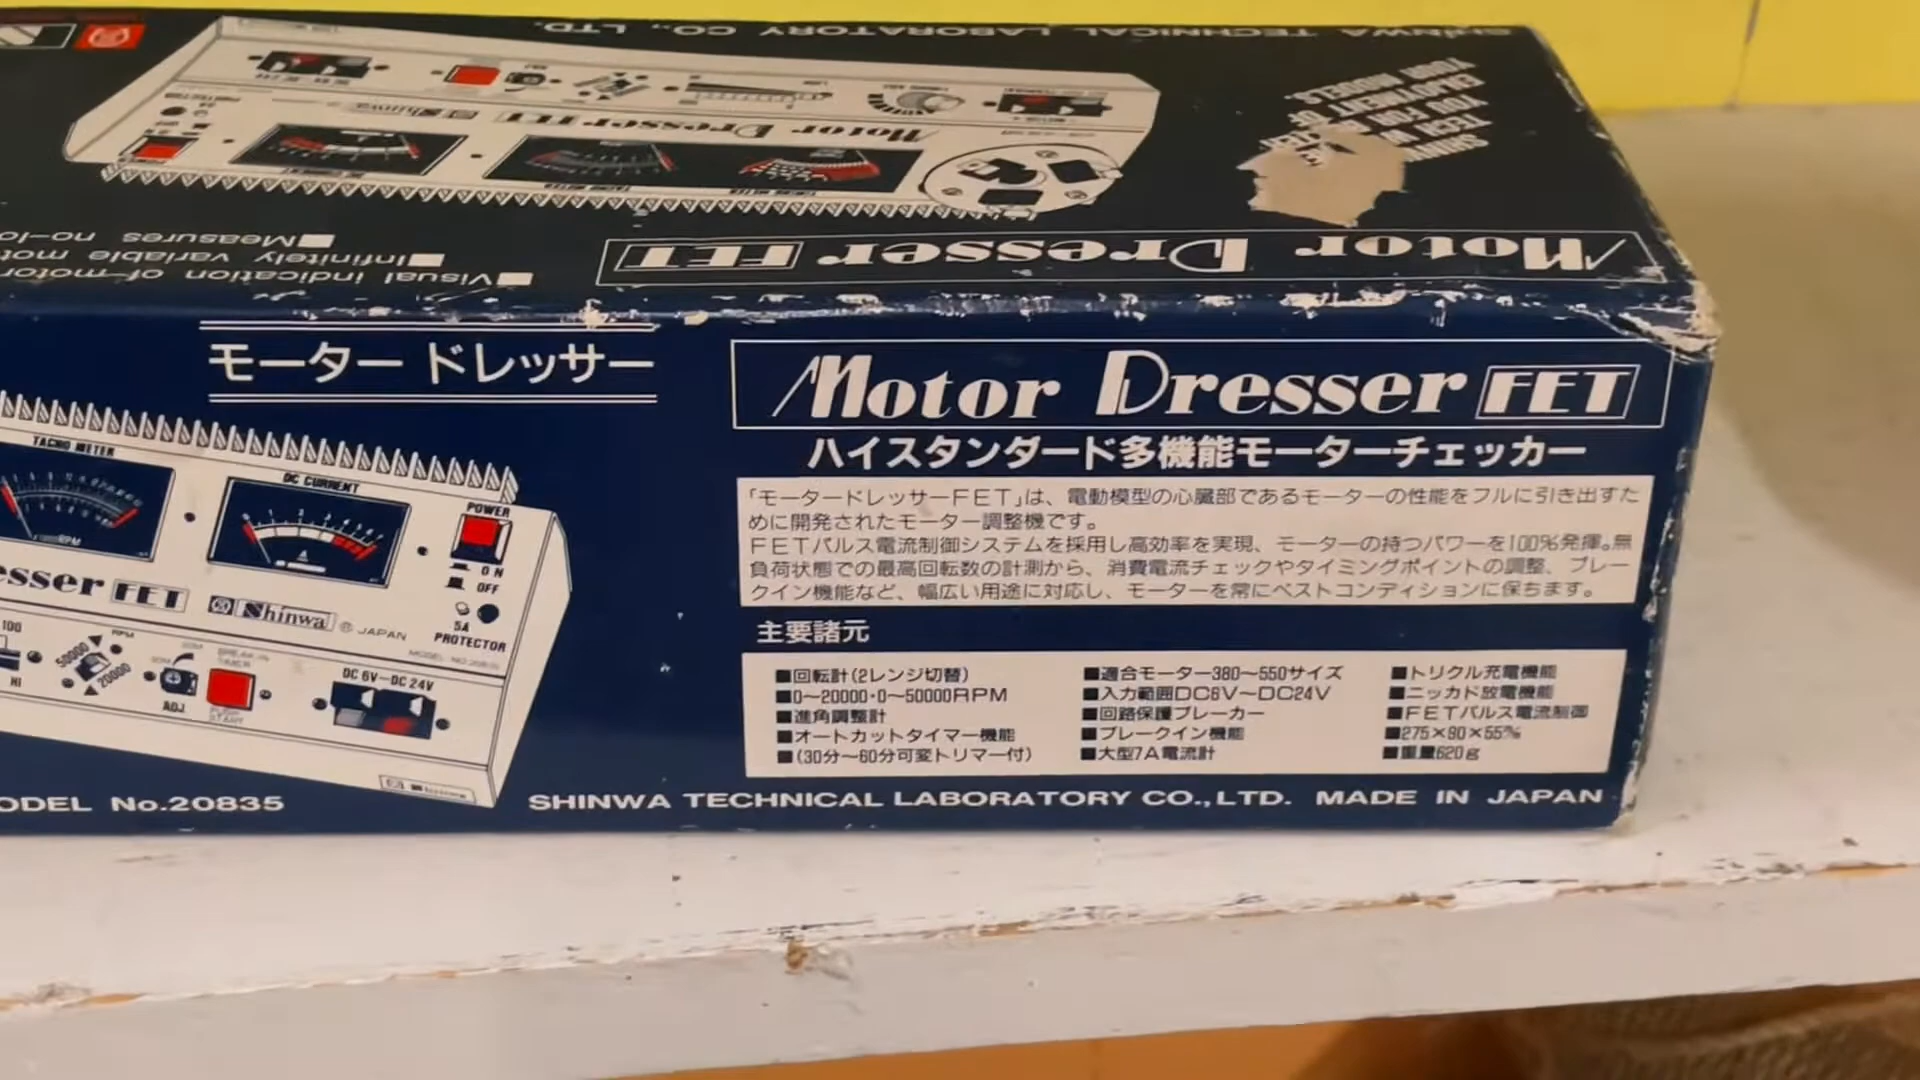 SHINWA TECHNICAL LABORATORY CO., LTD.
YOUR MODELS.
ENJOYMENT OF
Motor Dresser FET
Shinwa
Motor Dresser FET
Visual indication of motor
Infinitely variable mot
Measures no-lo
モーター ドレッサー
Motor Dresser FET
ハイスタンダード多機能モーターチェッカー
「モータードレッサーFET」は、電動模型の心臓部であるモーターの性能をフルに引き出すた
めに開発されたモーター調整機です。
FETパルス電流制御システムを採用し高効率を実現、モーターの持つパワーを100%発揮。無
負荷状態での最高回転数の計測から、消費電流チェックやタイミングポイントの調整、ブレー
クイン機能など、幅広い用途に対応し、モーターを常にベストコンディションに保ちます。
主要諸元
■回転計(2レンジ切替)
■0~20000・0~50000RPM
■進角調整計
■オートカットタイマー機能
■(30分~60分可変トリマー付)
■適合モーター380~550サイズ
■入力範囲DC6V~DC24V
■回路保護ブレーカー
■ブレークイン機能
■大型7A電流計
■トリクル充電機能
■ニッカド放電機能
■FETパルス電流制御
■275×90×55%
■重量620g
TACHO METER
DC CURRENT
A
POWER
ON
OFF
5A
PROTECTOR
esser FET
Shinwa
JAPAN
100
HI
50000
RPM
20000
ADJ.
BREAK-IN
TIMER
PUSH
START
DC 6V-DC 24V
ODEL No.20835
SHINWA TECHNICAL LABORATORY CO.,LTD. MADE IN JAPAN